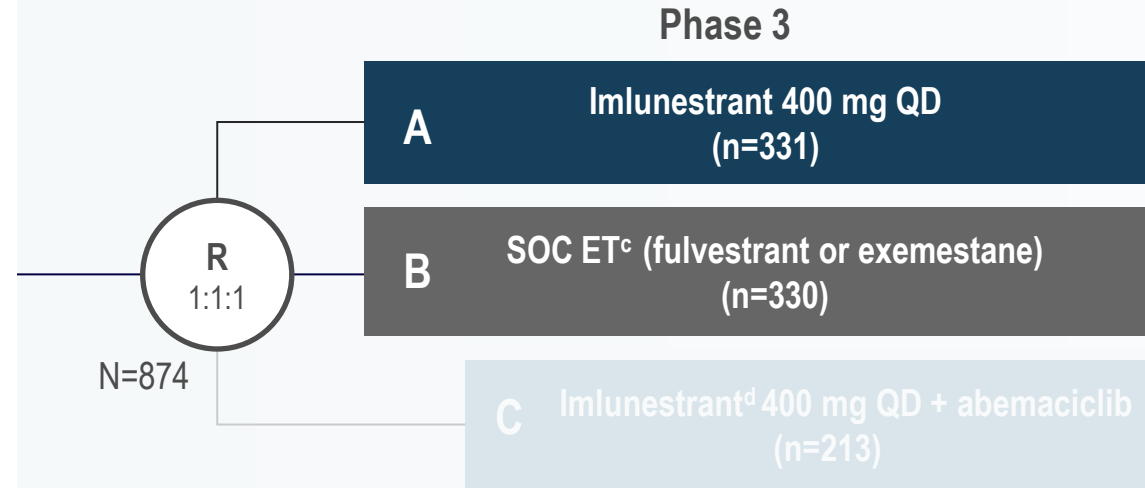 Phase 3
A
Imlunestrant 400 mg QD
(n=331)
R
1:1:1
B
SOC ETᶜ (fulvestrant or exemestane)
(n=330)
N=874
C
Imlunestrantᵈ 400 mg QD + abemaciclib
(n=213)